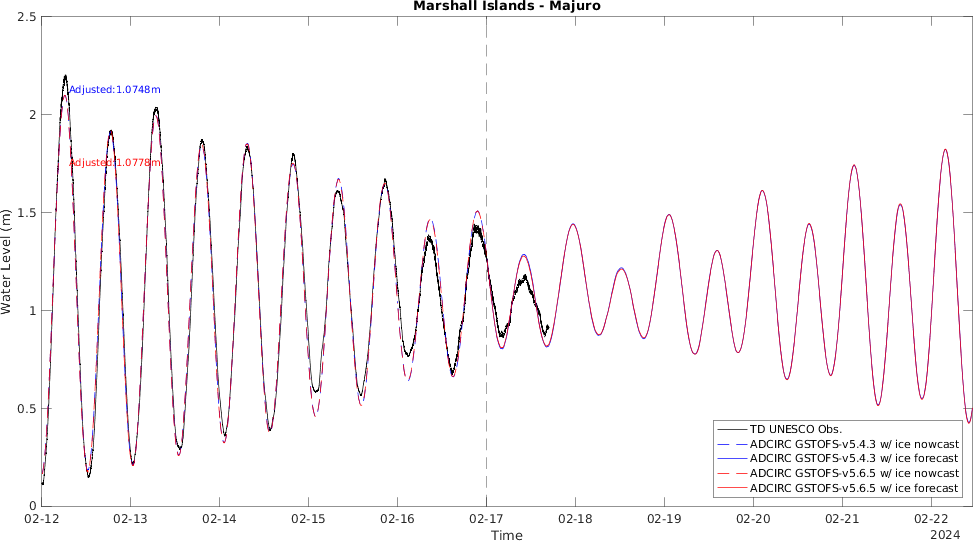 Marshall Islands - Majuro
2.5
2
1.5
1
0.5
0
Water Level (m)
Adjusted:1.0748m
Adjusted:1.0778m
TD UNESCO Obs.
ADCIRC GSTOFS-v5.4.3 w/ ice nowcast
ADCIRC GSTOFS-v5.4.3 w/ ice forecast
ADCIRC GSTOFS-v5.6.5 w/ ice nowcast
ADCIRC GSTOFS-v5.6.5 w/ ice forecast
02-12 02-13 02-14 02-15 02-16 02-17 02-18 02-19 02-20 02-21 02-22
Time 2024